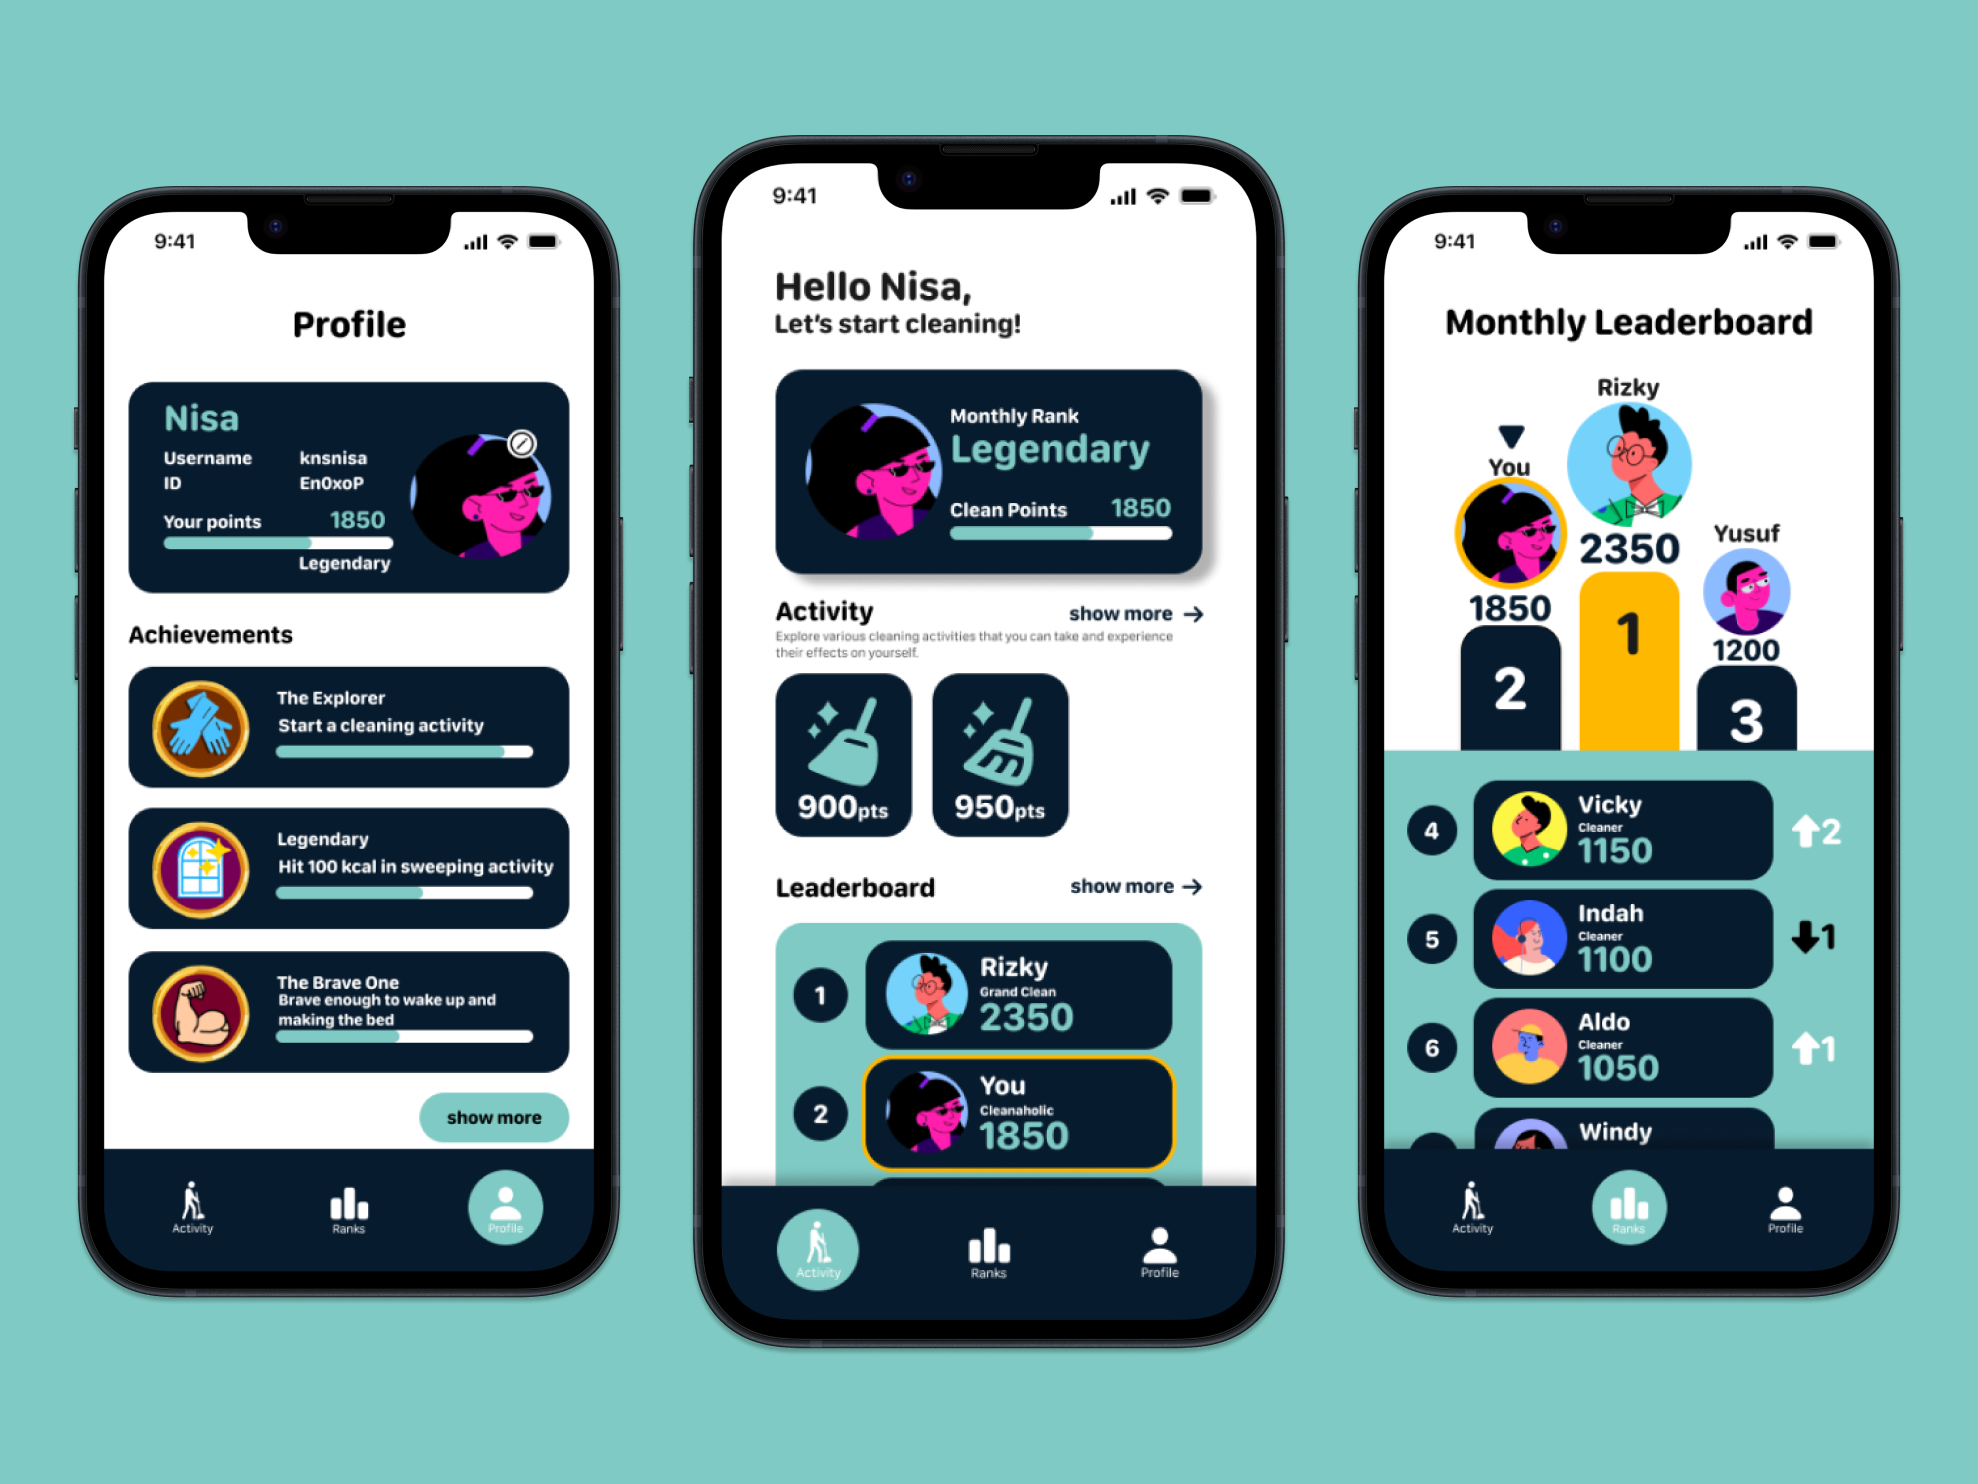 9:41
Profile
Nisa
Username knsnisa
ID En0xoP
Your points 1850
Legendary
Achievements
The Explorer
Start a cleaning activity
Legendary
Hit 100 kcal in sweeping activity
The Brave One
Brave enough to wake up and
making the bed
show more
Activity Ranks Profile
9:41
Hello Nisa,
Let's start cleaning!
Monthly Rank
Legendary
Clean Points 1850
Activity show more →
Explore various cleaning activities that you can take and experience
their effects on yourself.
900pts 950pts
Leaderboard show more →
1
Rizky
Grand Clean
2350
2
You
Cleanaholic
1850
Activity Ranks Profile
9:41
Monthly Leaderboard
Rizky
You
2350
Yusuf
1850
1
1200
2
3
4
Vicky
Cleaner
1150
2
5
Indah
Cleaner
1100
1
6
Aldo
Cleaner
1050
1
Windy
Activity Ranks Profile